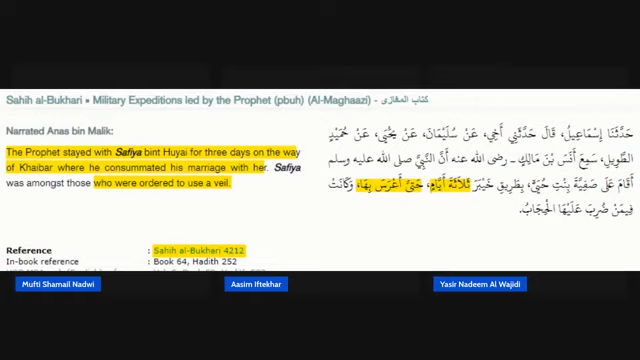 Sahih al-Bukhari » Military Expeditions led by the Prophet (pbuh) (Al-Maghaazi) - كتاب المغازى
Narrated Anas bin Malik:
The Prophet stayed with Safiya bint Huyai for three days on the way
of Khaibar where he consummated his marriage with her. Safiya
was amongst those who were ordered to use a veil.
حَدَّثَنَا إِسْمَاعِيلُ، قَالَ حَدَّثَنِي أَخِي، عَنْ سُلَيْمَانَ، عَنْ يَحْيَى، عَنْ حُمَيْدٍ
الطَّوِيلِ، سَمِعَ أَنَسَ بْنَ مَالِكٍ ـ رضى الله عنه أَنَّ النَّبِيَّ صلى الله عليه وسلم
أَقَامَ عَلَى صَفِيَّةَ بِنْتِ حُيَىٍّ، بِطَرِيقِ خَيْبَرَ ثَلاَثَةَ أَيَّامٍ، حَتَّى أَعْرَسَ بِهَا، وَكَانَتْ
فِيمَنْ ضُرِبَ عَلَيْهَا الْحِجَابُ.
Reference : Sahih al-Bukhari 4212
In-book reference : Book 64, Hadith 252
Mufti Shamail Nadwi
Aasim Iftekhar
Yasir Nadeem Al Wajidi